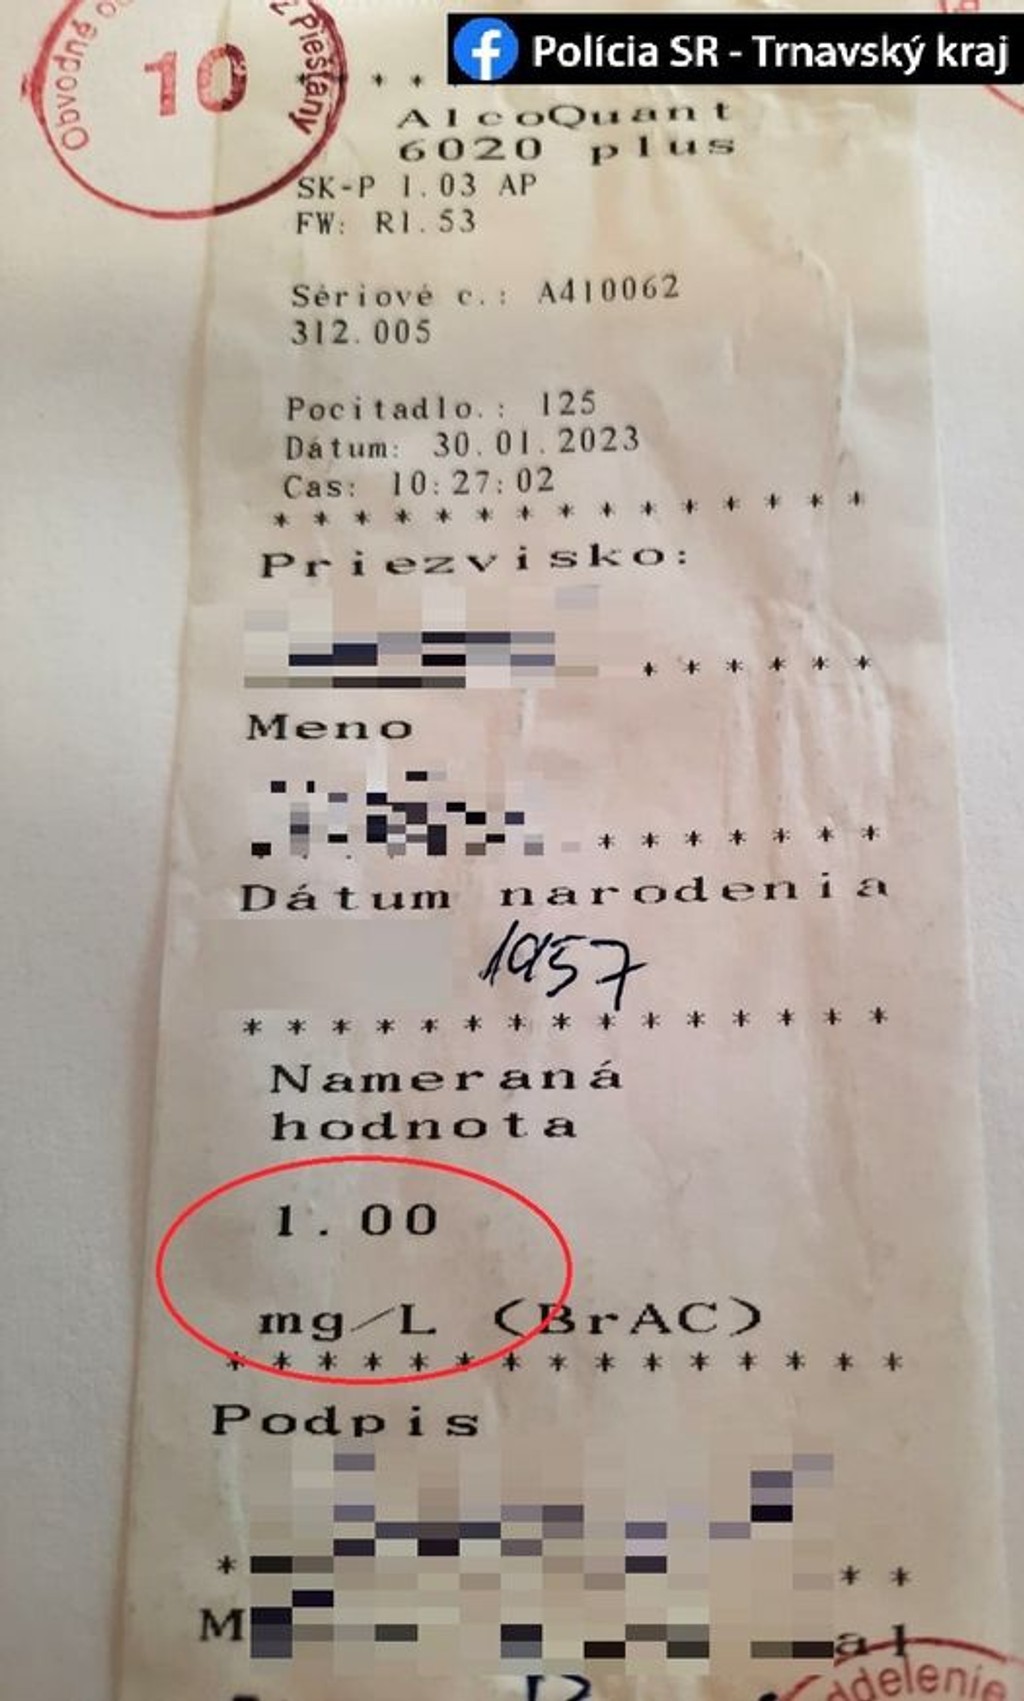 Polícia SR - Trnavský kraj
Obvodné
Piešťany
10
* *
AlcoQuant
6020 plus
SK-P 1.03 AP
FW: R1.53
Sériové c.: A410062
312.005
Pocitadlo.: 125
Dátum: 30.01.2023
Cas: 10:27:02
* * * * * * * * * * * * * * *
Priezvisko:
* * * * * *
Meno
* * * * * * *
Dátum narodenia
1957
* * * * * * * * * * * * * * *
Nameraná
hodnota
1.00
mg/L (BrAC)
* * * * * * * * * * * * * * * *
Podpis
* * *